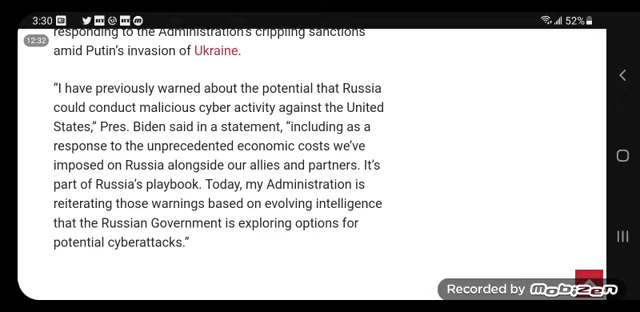 3:30
52%
12:32
responding to the Administration's crippling sanctions
amid Putin's invasion of Ukraine.
“I have previously warned about the potential that Russia
could conduct malicious cyber activity against the United
States,” Pres. Biden said in a statement, “including as a
response to the unprecedented economic costs we’ve
imposed on Russia alongside our allies and partners. It’s
part of Russia’s playbook. Today, my Administration is
reiterating those warnings based on evolving intelligence
that the Russian Government is exploring options for
potential cyberattacks.”
Recorded by Mobizen